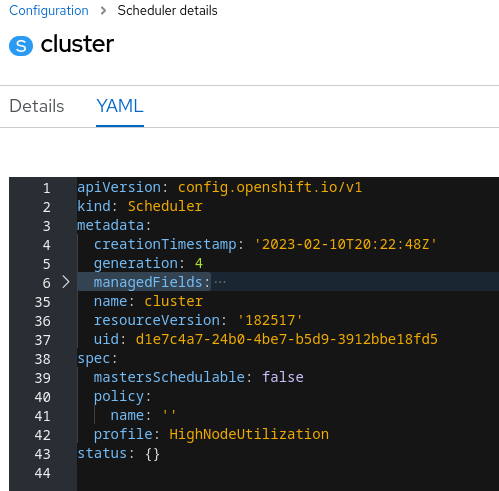 Configuration > Scheduler details
S cluster
Details YAML
1 apiVersion: config.openshift.io/v1
2 kind: Scheduler
3 metadata:
4   creationTimestamp: '2023-02-10T20:22:48Z'
5   generation: 4
6 >   managedFields: ···
35   name: cluster
36   resourceVersion: '182517'
37   uid: d1e7c4a7-24b0-4be7-b5d9-3912bbe18fd5
38 spec:
39   mastersSchedulable: false
40   policy:
41     name: ''
42   profile: HighNodeUtilization
43 status: {}
44